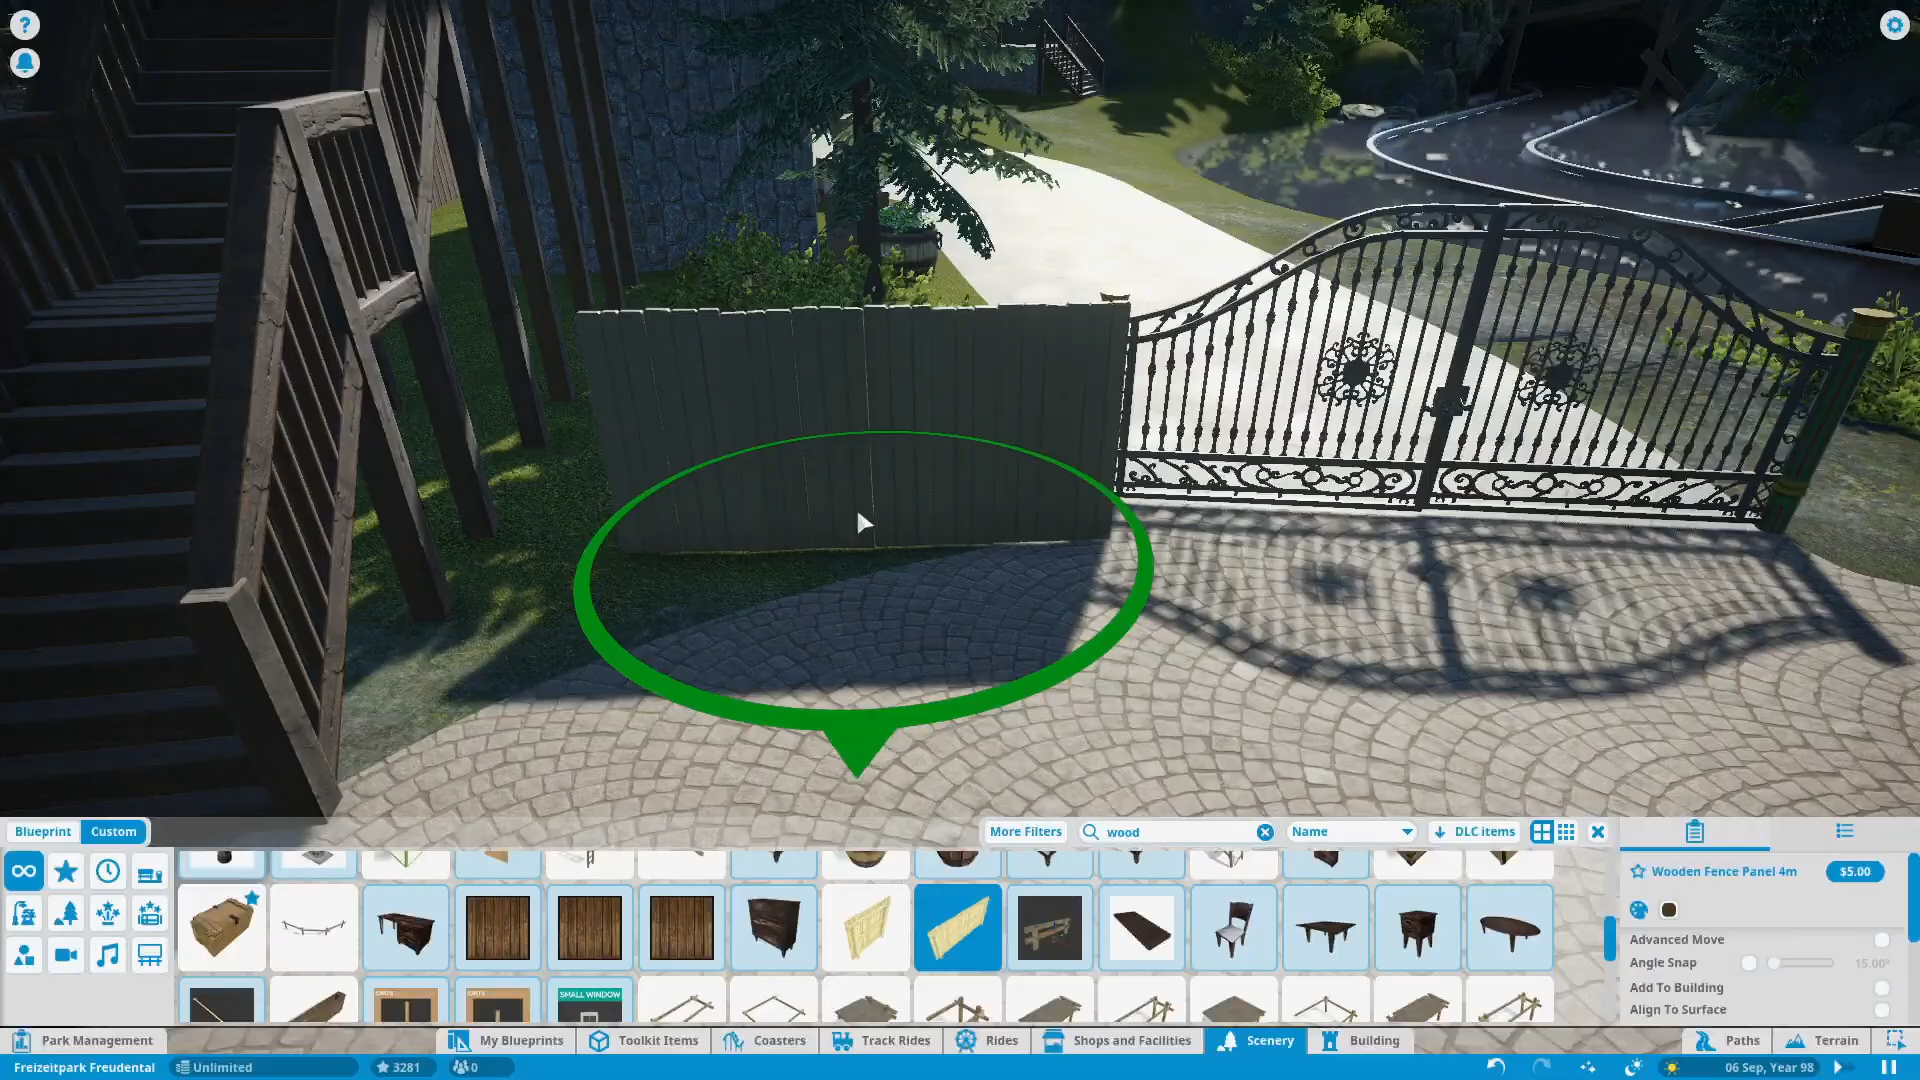 ?
Blueprint
Custom
More Filters
wood
Name
DLC items
Wooden Fence Panel 4m
$5.00
Advanced Move
Angle Snap
15.00°
Add To Building
Align To Surface
SMALL WINDOW
Park Management
My Blueprints
Toolkit Items
Coasters
Track Rides
Rides
Shops and Facilities
Scenery
Building
Paths
Terrain
Freizeitpark Freudental
Unlimited
3281
0
06 Sep, Year 98